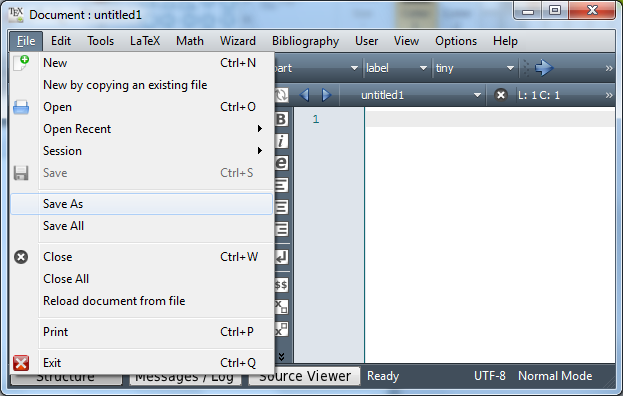 TEX
Document : untitled1
File Edit Tools LaTeX Math Wizard Bibliography User View Options Help
New Ctrl+N
New by copying an existing file
Open Ctrl+O
Open Recent
Session
Save Ctrl+S
Save As
Save All
Close Ctrl+W
Close All
Reload document from file
Print Ctrl+P
Exit Ctrl+Q
part label tiny »
untitled1 L: 1 C: 1 »
1
B
i
e
$$
Structure Messages / Log Source Viewer Ready UTF-8 Normal Mode